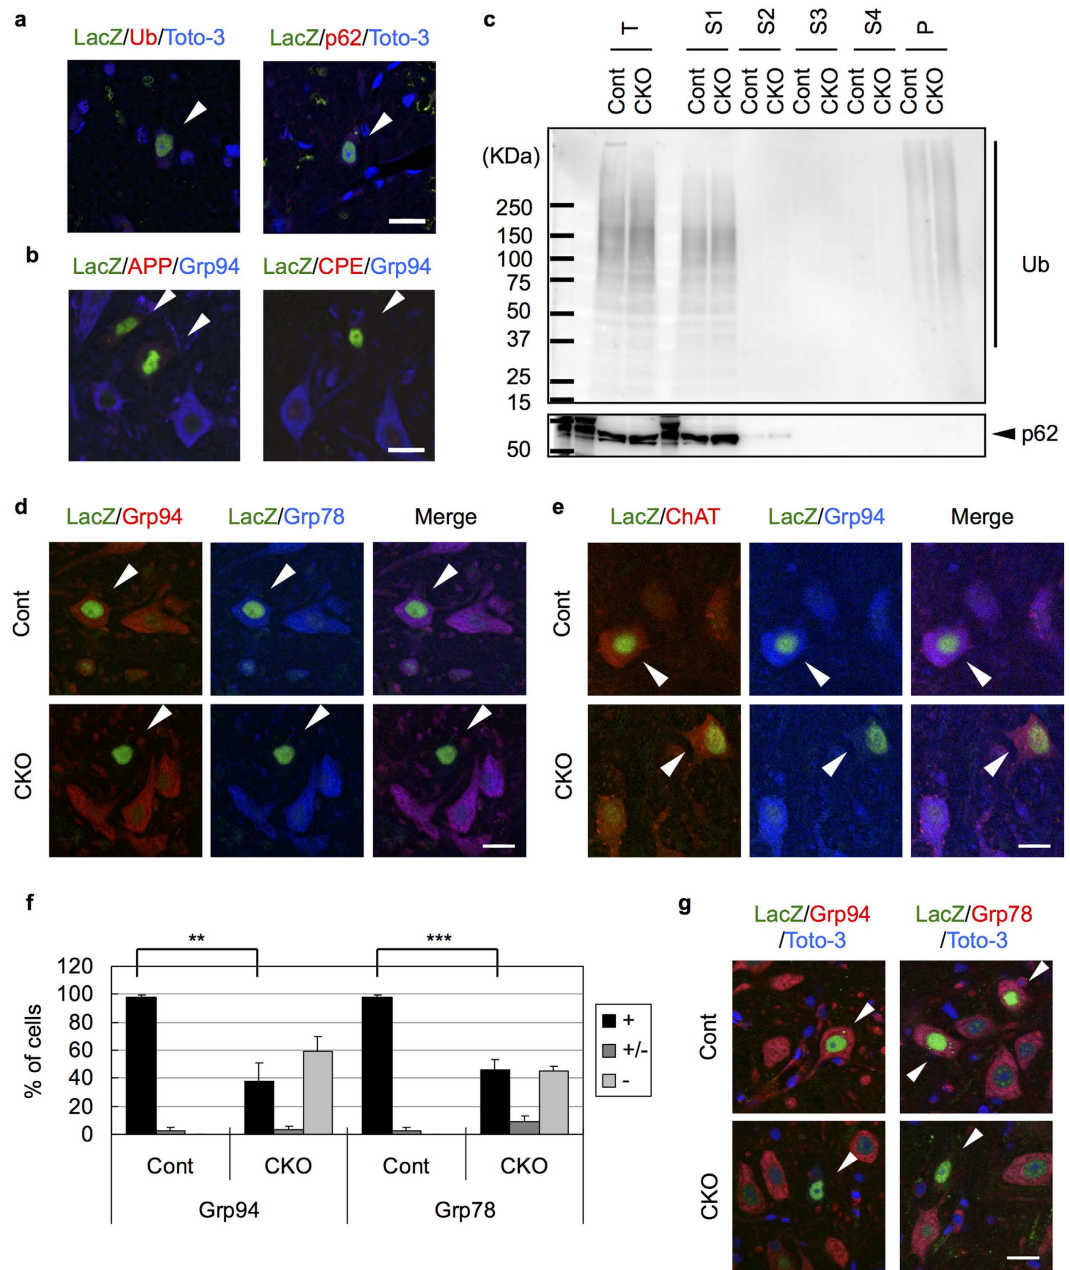 a
LacZ/Ub/Toto-3
LacZ/p62/Toto-3
b
LacZ/APP/Grp94
LacZ/CPE/Grp94
c
T
S1
S2
S3
S4
P
Cont
CKO
Cont
CKO
Cont
CKO
Cont
CKO
Cont
CKO
Cont
CKO
(KDa)
250
150
100
75
50
37
25
15
Ub
50
p62
d
LacZ/Grp94
LacZ/Grp78
Merge
Cont
CKO
e
LacZ/ChAT
LacZ/Grp94
Merge
Cont
CKO
f
**
***
% of cells
120
100
80
60
40
20
0
Cont
CKO
Cont
CKO
Grp94
Grp78
+
+/-
-
g
LacZ/Grp94
/Toto-3
LacZ/Grp78
/Toto-3
Cont
CKO